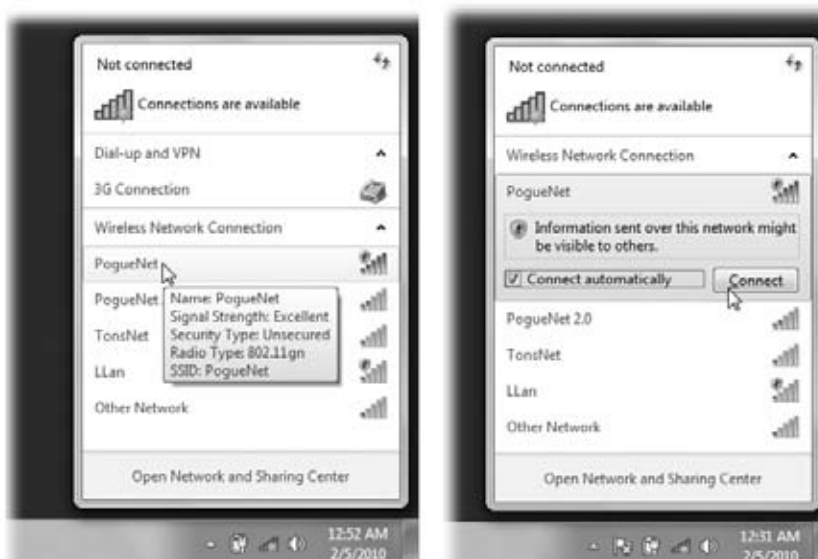 Not connected
Connections are available
Dial-up and VPN
3G Connection
Wireless Network Connection
PogueNet
PogueNet
Name: PogueNet
Signal Strength: Excellent
Security Type: Unsecured
Radio Type: 802.11gn
SSID: PogueNet
TonsNet
LLan
Other Network
Open Network and Sharing Center
12:52 AM
2/5/2010
Not connected
Connections are available
Wireless Network Connection
PogueNet
Information sent over this network might
be visible to others.
Connect automatically
Connect
PogueNet 2.0
TonsNet
LLan
Other Network
Open Network and Sharing Center
12:31 AM
2/5/2010